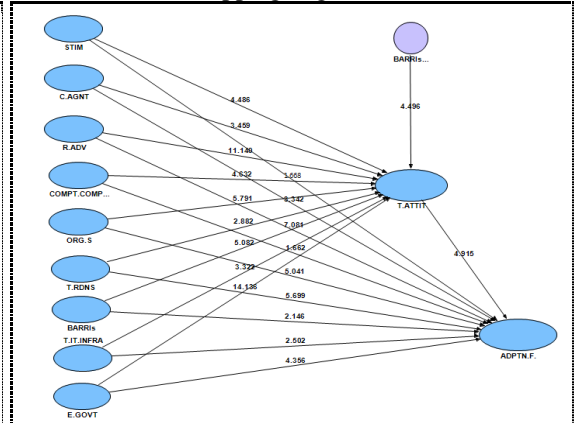 STIM
BARRIs...
C.AGNT
4.486
4.496
3.459
R.ADV
11.140
4.632
COMPT.COMP...
5.791
3.342
T.ATTIT
2.882
7.081
ORG.S
5.082
1.662
4.915
3.322
5.041
T.RDNS
14.136
5.699
2.146
BARRIs
T.IT.INFRA
2.502
ADPTN.F.
4.356
E.GOVT